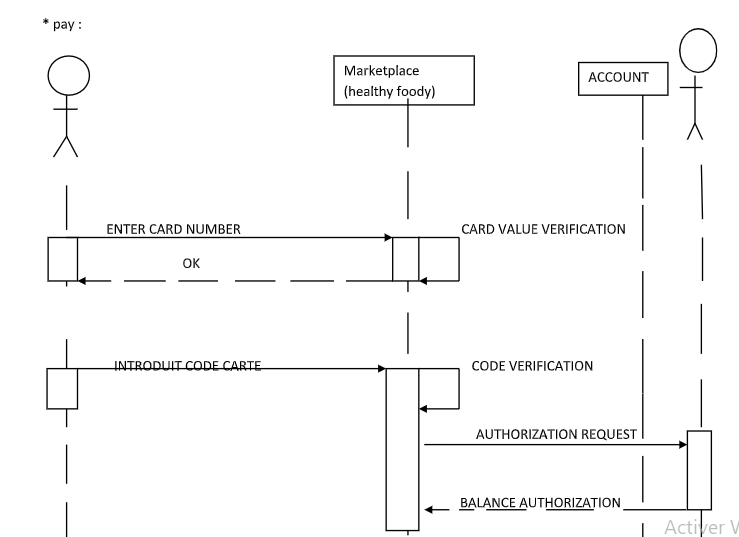 * pay :
Marketplace
(healthy foody)
ACCOUNT
ENTER CARD NUMBER
CARD VALUE VERIFICATION
OK
INTRODUIT CODE CARTE
CODE VERIFICATION
AUTHORIZATION REQUEST
BALANCE AUTHORIZATION
Activer W